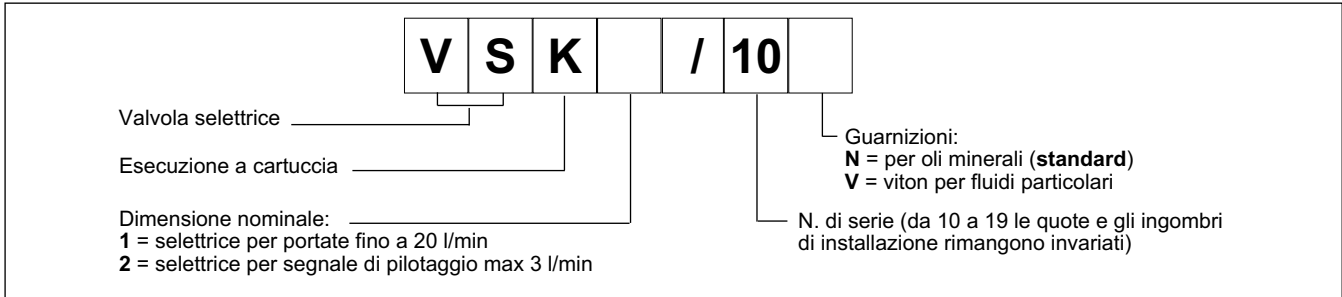 V S K / 10
Valvola selettrice
Esecuzione a cartuccia
Dimensione nominale:
1 = selettrice per portate fino a 20 l/min
2 = selettrice per segnale di pilotaggio max 3 l/min
Guarnizioni:
N = per oli minerali (standard)
V = viton per fluidi particolari
N. di serie (da 10 a 19 le quote e gli ingombri
di installazione rimangono invariati)